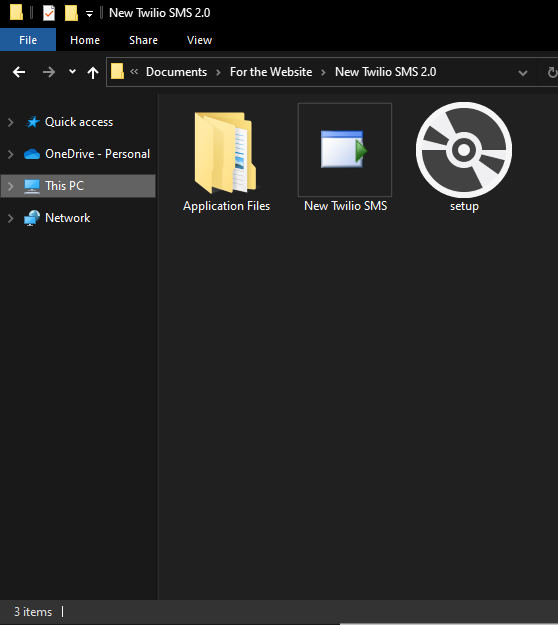 New Twilio SMS 2.0
File Home Share View
Documents For the Website New Twilio SMS 2.0
Quick access
OneDrive - Personal
This PC
Network
Application Files New Twilio SMS setup
3 items